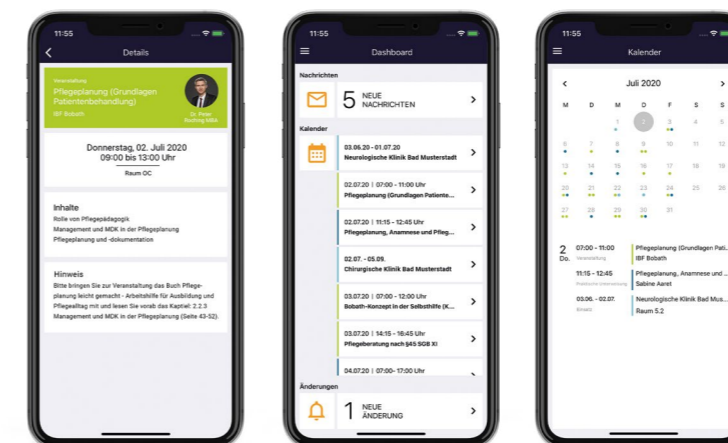 11:55
Details
Veranstaltung
Pflegeplanung (Grundlagen
Patientenbehandlung)
IBF Bobath
Dr. Peter
Donnerstag, 02. Juli 2020
09:00 bis 13:00 Uhr
Raum OC
Inhalte
Rolle von Pflegepädagogik
Management und MDK in der Pflegeplanung
Pflegeplanung und -dokumentation
Hinweis
Bitte bringen Sie zur Veranstaltung das Buch Pflege-
planung leicht gemacht - Arbeitshilfe für Ausbildung und
Pflegealltag mit und lesen Sie vorab das Kaptiel: 2.2.3
Management und MDK in der Pflegeplanung (Seite 43-52).
11:55
Dashboard
Nachrichten
5 NEUE
NACHRICHTEN
Kalender
03.06.20 - 01.07.20
Neurologische Klinik Bad Musterstadt
02.07.20 | 07:00 - 11:00 Uhr
Pflegeplanung (Grundlagen Patiente...
02.07.20 | 11:15 - 12:45 Uhr
Pflegeplanung, Anamnese und Pfleg...
02.07. - 05.09.
Chirurgische Klinik Bad Musterstadt
03.07.20 | 07:00 - 12:00 Uhr
Bobath-Konzept in der Selbsthilfe (K...
03.07.20 | 14:15 - 16:45 Uhr
Pflegeberatung nach §45 SGB XI
04.07.20 | 07:00- 17:00 Uhr
Änderungen
1 NEUE
ÄNDERUNG
11:55
Kalender
Juli 2020
M D M D F S S
1 2 3 4 5
6 7 8 9 10 11 12
13 14 15 16 17 18 19
20 21 22 23 24 25 26
27 28 29 30 31
2 07:00 - 11:00 Pflegeplanung (Grundlagen Pati...
Do. Veranstaltung IBF Bobath
11:15 - 12:45 Pflegeplanung, Anamnese und ...
Sabine Aaret
03.06. - 02.07. Neurologische Klinik Bad Mus...
Einsatz Raum 5.2